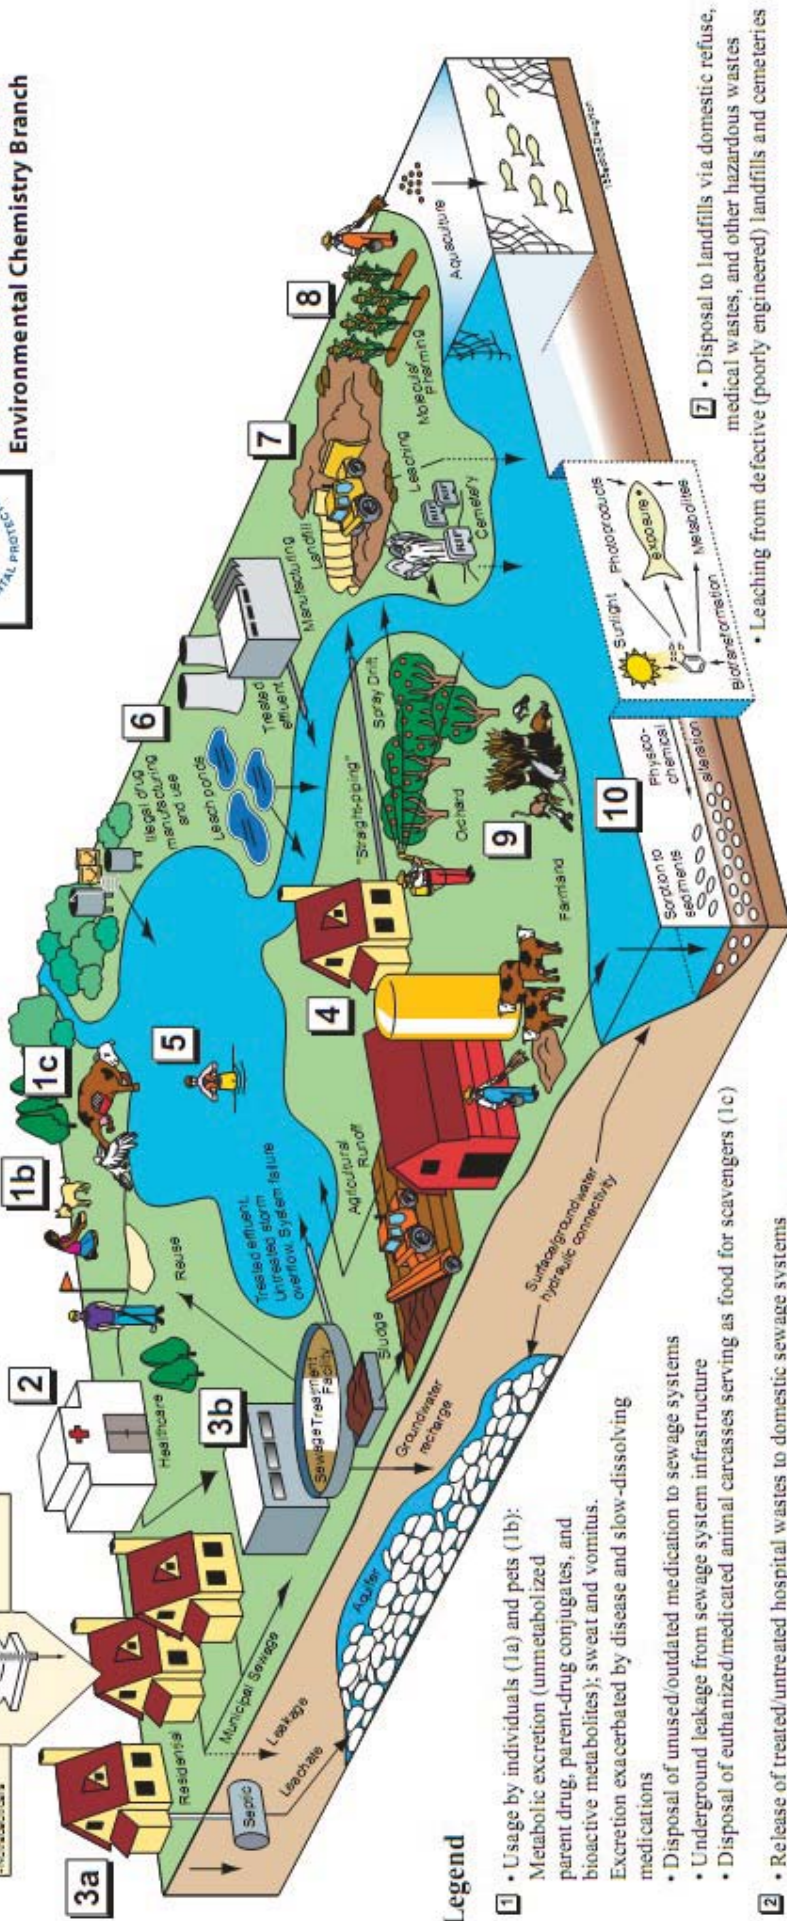 Environmental Chemistry Branch
2
1b
1c
3a
3b
4
5
6
7
8
9
10
Residential
Septic
Municipal Sewage
Leakage
Leachate
Aquifer
Healthcare
Sewage Treatment
Facility
Sludge
Groundwater
recharge
Reuse
Treated effluent,
Untreated storm
overflow, System failure
Agricultural
Runoff
Surface/groundwater
hydraulic connectivity
Illegal drug
manufacturing
and use
Leach ponds
Treated
effluent
Manufacturing
"Straight-piping"
Spray Drift
Orchard
Farmland
Landfill
Leaching
RIP
RIP
RIP
Cemetery
Molecular
Pharming
Aquaculture
Sorption to
sediments
Physico-
chemical
alteration
Sunlight
Photoproducts
exposure
Metabolites
Biotransformation
Legend
1 • Usage by individuals (1a) and pets (1b):
Metabolic excretion (unmetabolized
parent drug, parent-drug conjugates, and
bioactive metabolites); sweat and vomitus.
Excretion exacerbated by disease and slow-dissolving
medications
• Disposal of unused/outdated medication to sewage systems
• Underground leakage from sewage system infrastructure
• Disposal of euthanized/medicated animal carcasses serving as food for scavengers (1c)
2 • Release of treated/untreated hospital wastes to domestic sewage systems
7 • Disposal to landfills via domestic refuse,
medical wastes, and other hazardous wastes
• Leaching from defective (poorly engineered) landfills and cemeteries